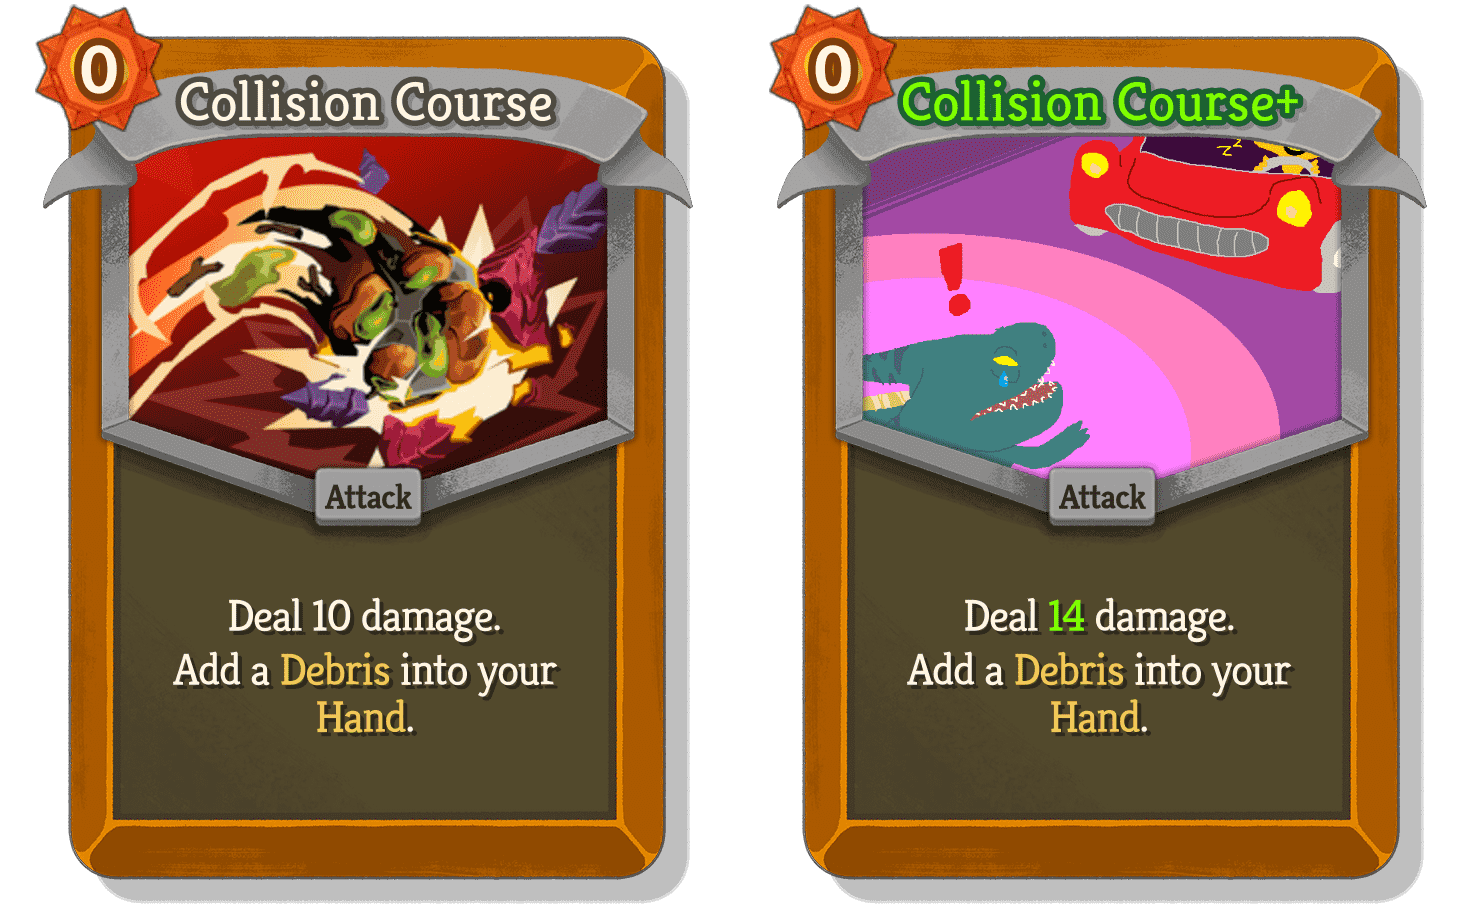 0
Collision Course
Attack
Deal 10 damage.
Add a Debris into your
Hand.
0
Collision Course+
z z
!
Attack
Deal 14 damage.
Add a Debris into your
Hand.